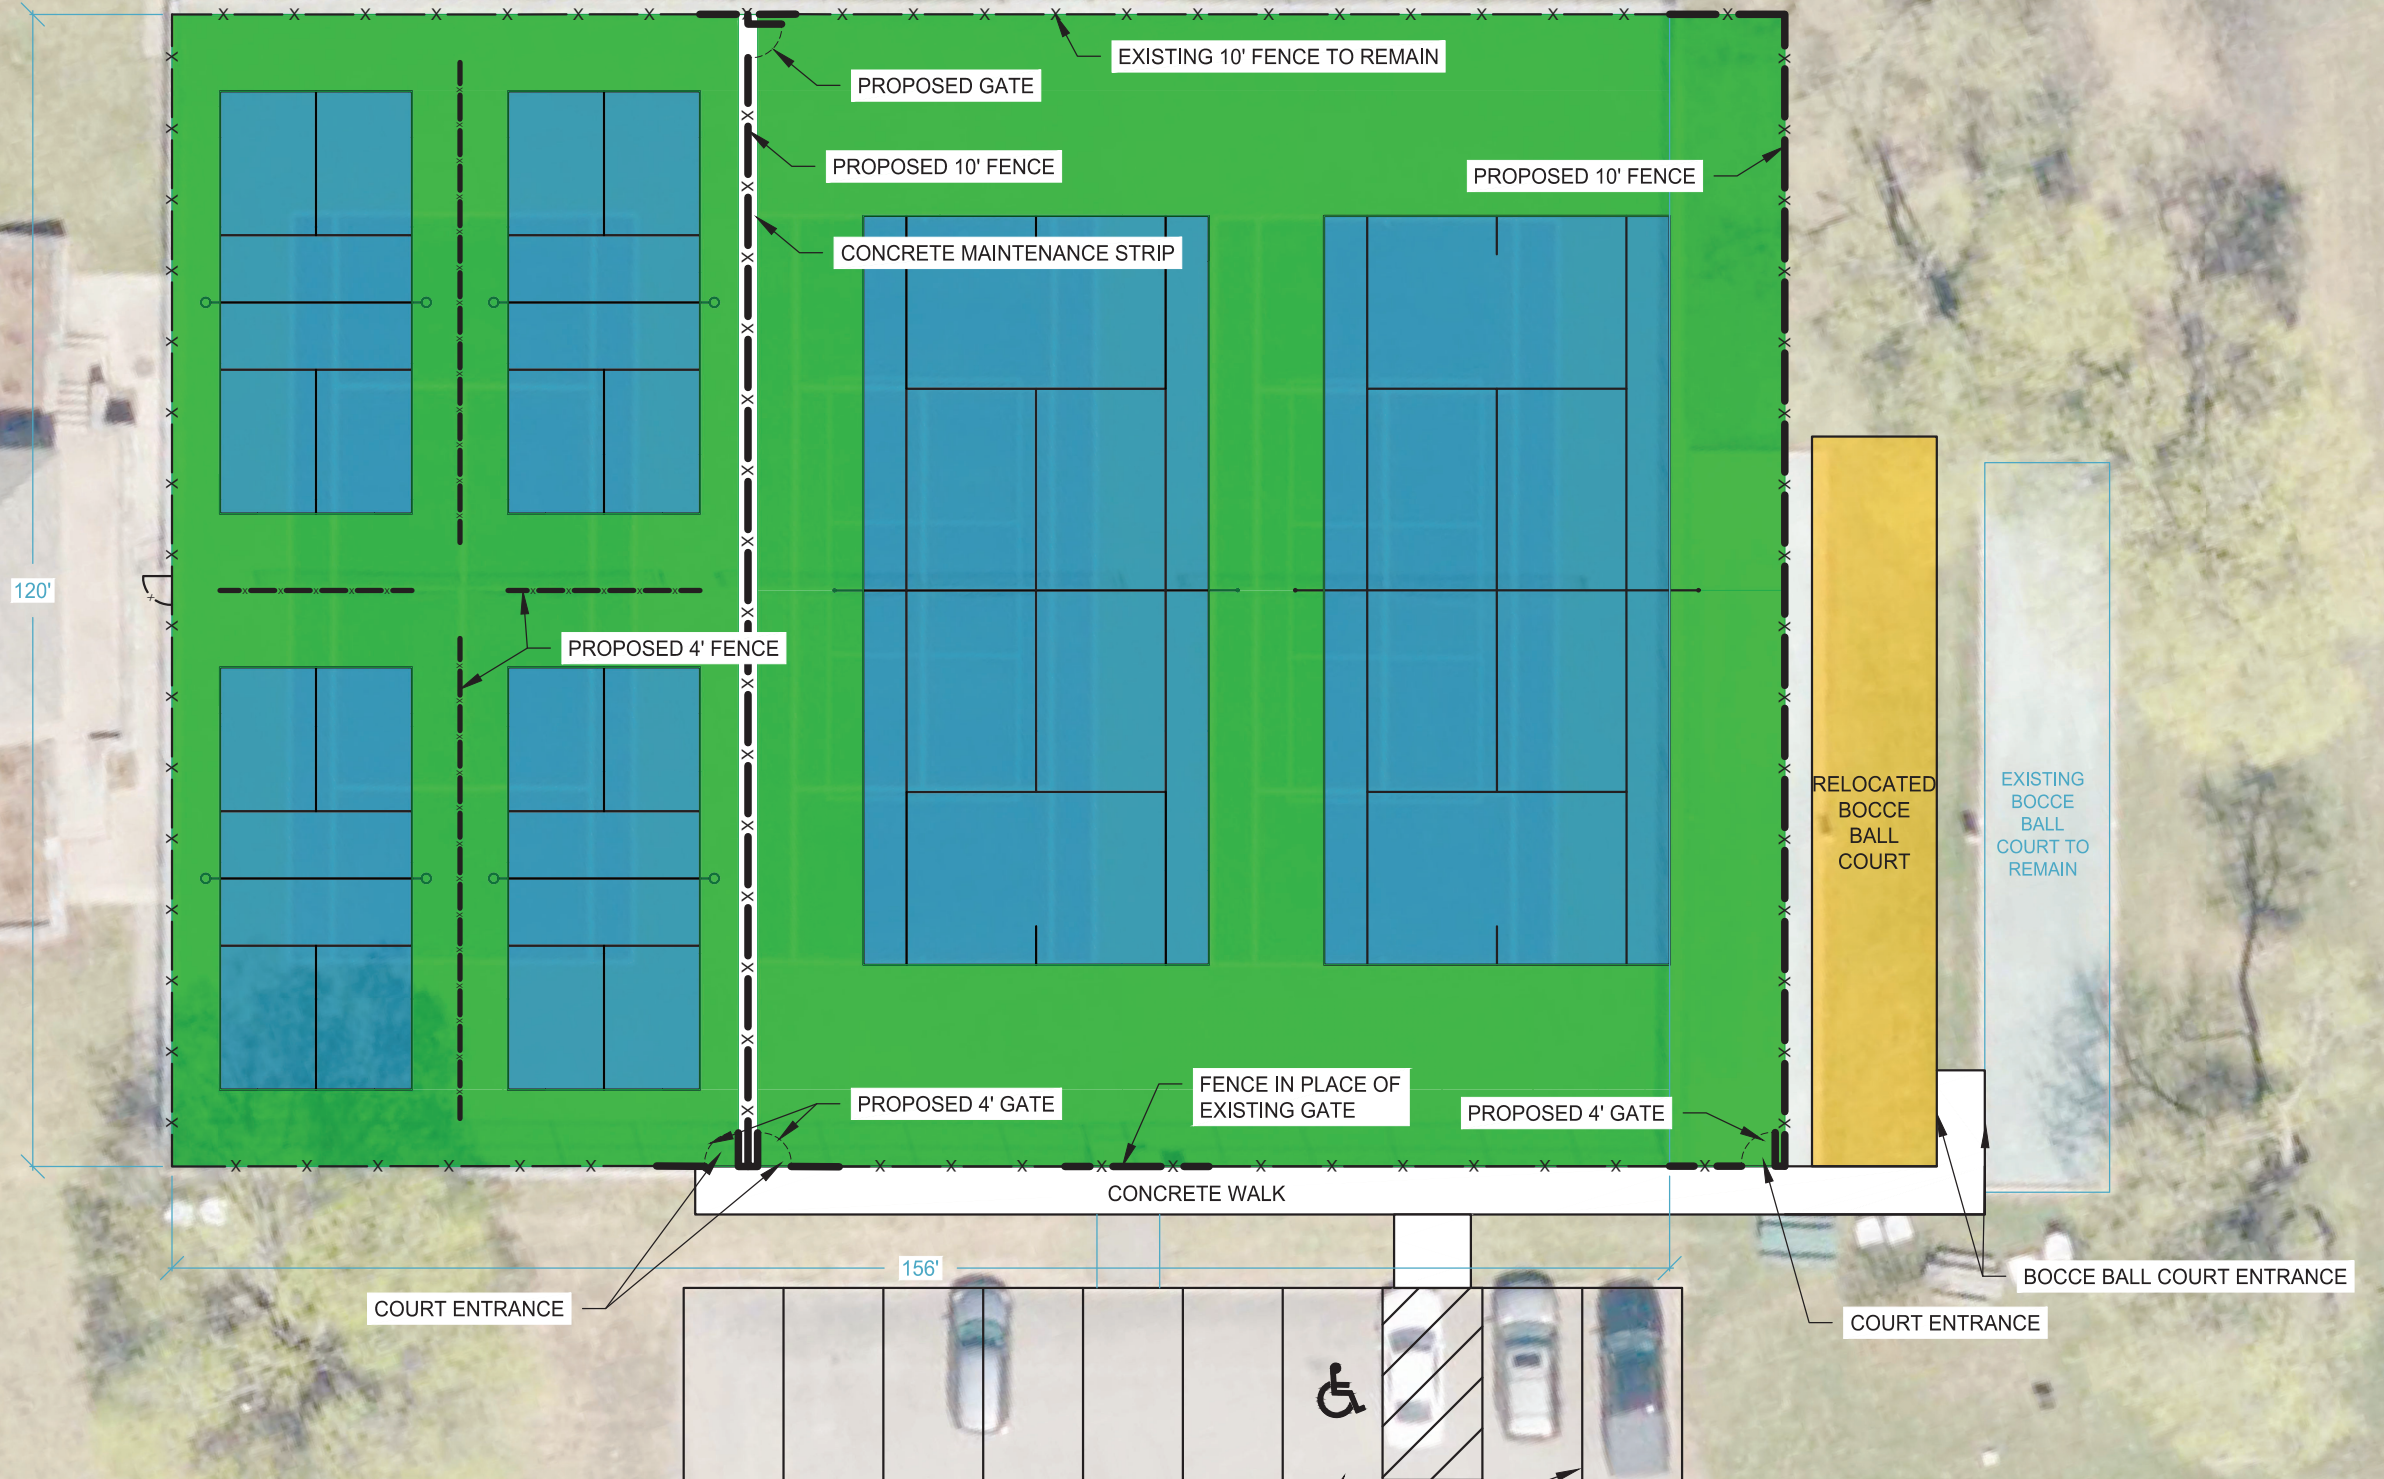 EXISTING 10' FENCE TO REMAIN
PROPOSED GATE
PROPOSED 10' FENCE
PROPOSED 10' FENCE
CONCRETE MAINTENANCE STRIP
120'
PROPOSED 4' FENCE
RELOCATED
BOCCE
BALL
COURT
EXISTING
BOCCE
BALL
COURT TO
REMAIN
PROPOSED 4' GATE
FENCE IN PLACE OF
EXISTING GATE
PROPOSED 4' GATE
CONCRETE WALK
156'
COURT ENTRANCE
BOCCE BALL COURT ENTRANCE
COURT ENTRANCE